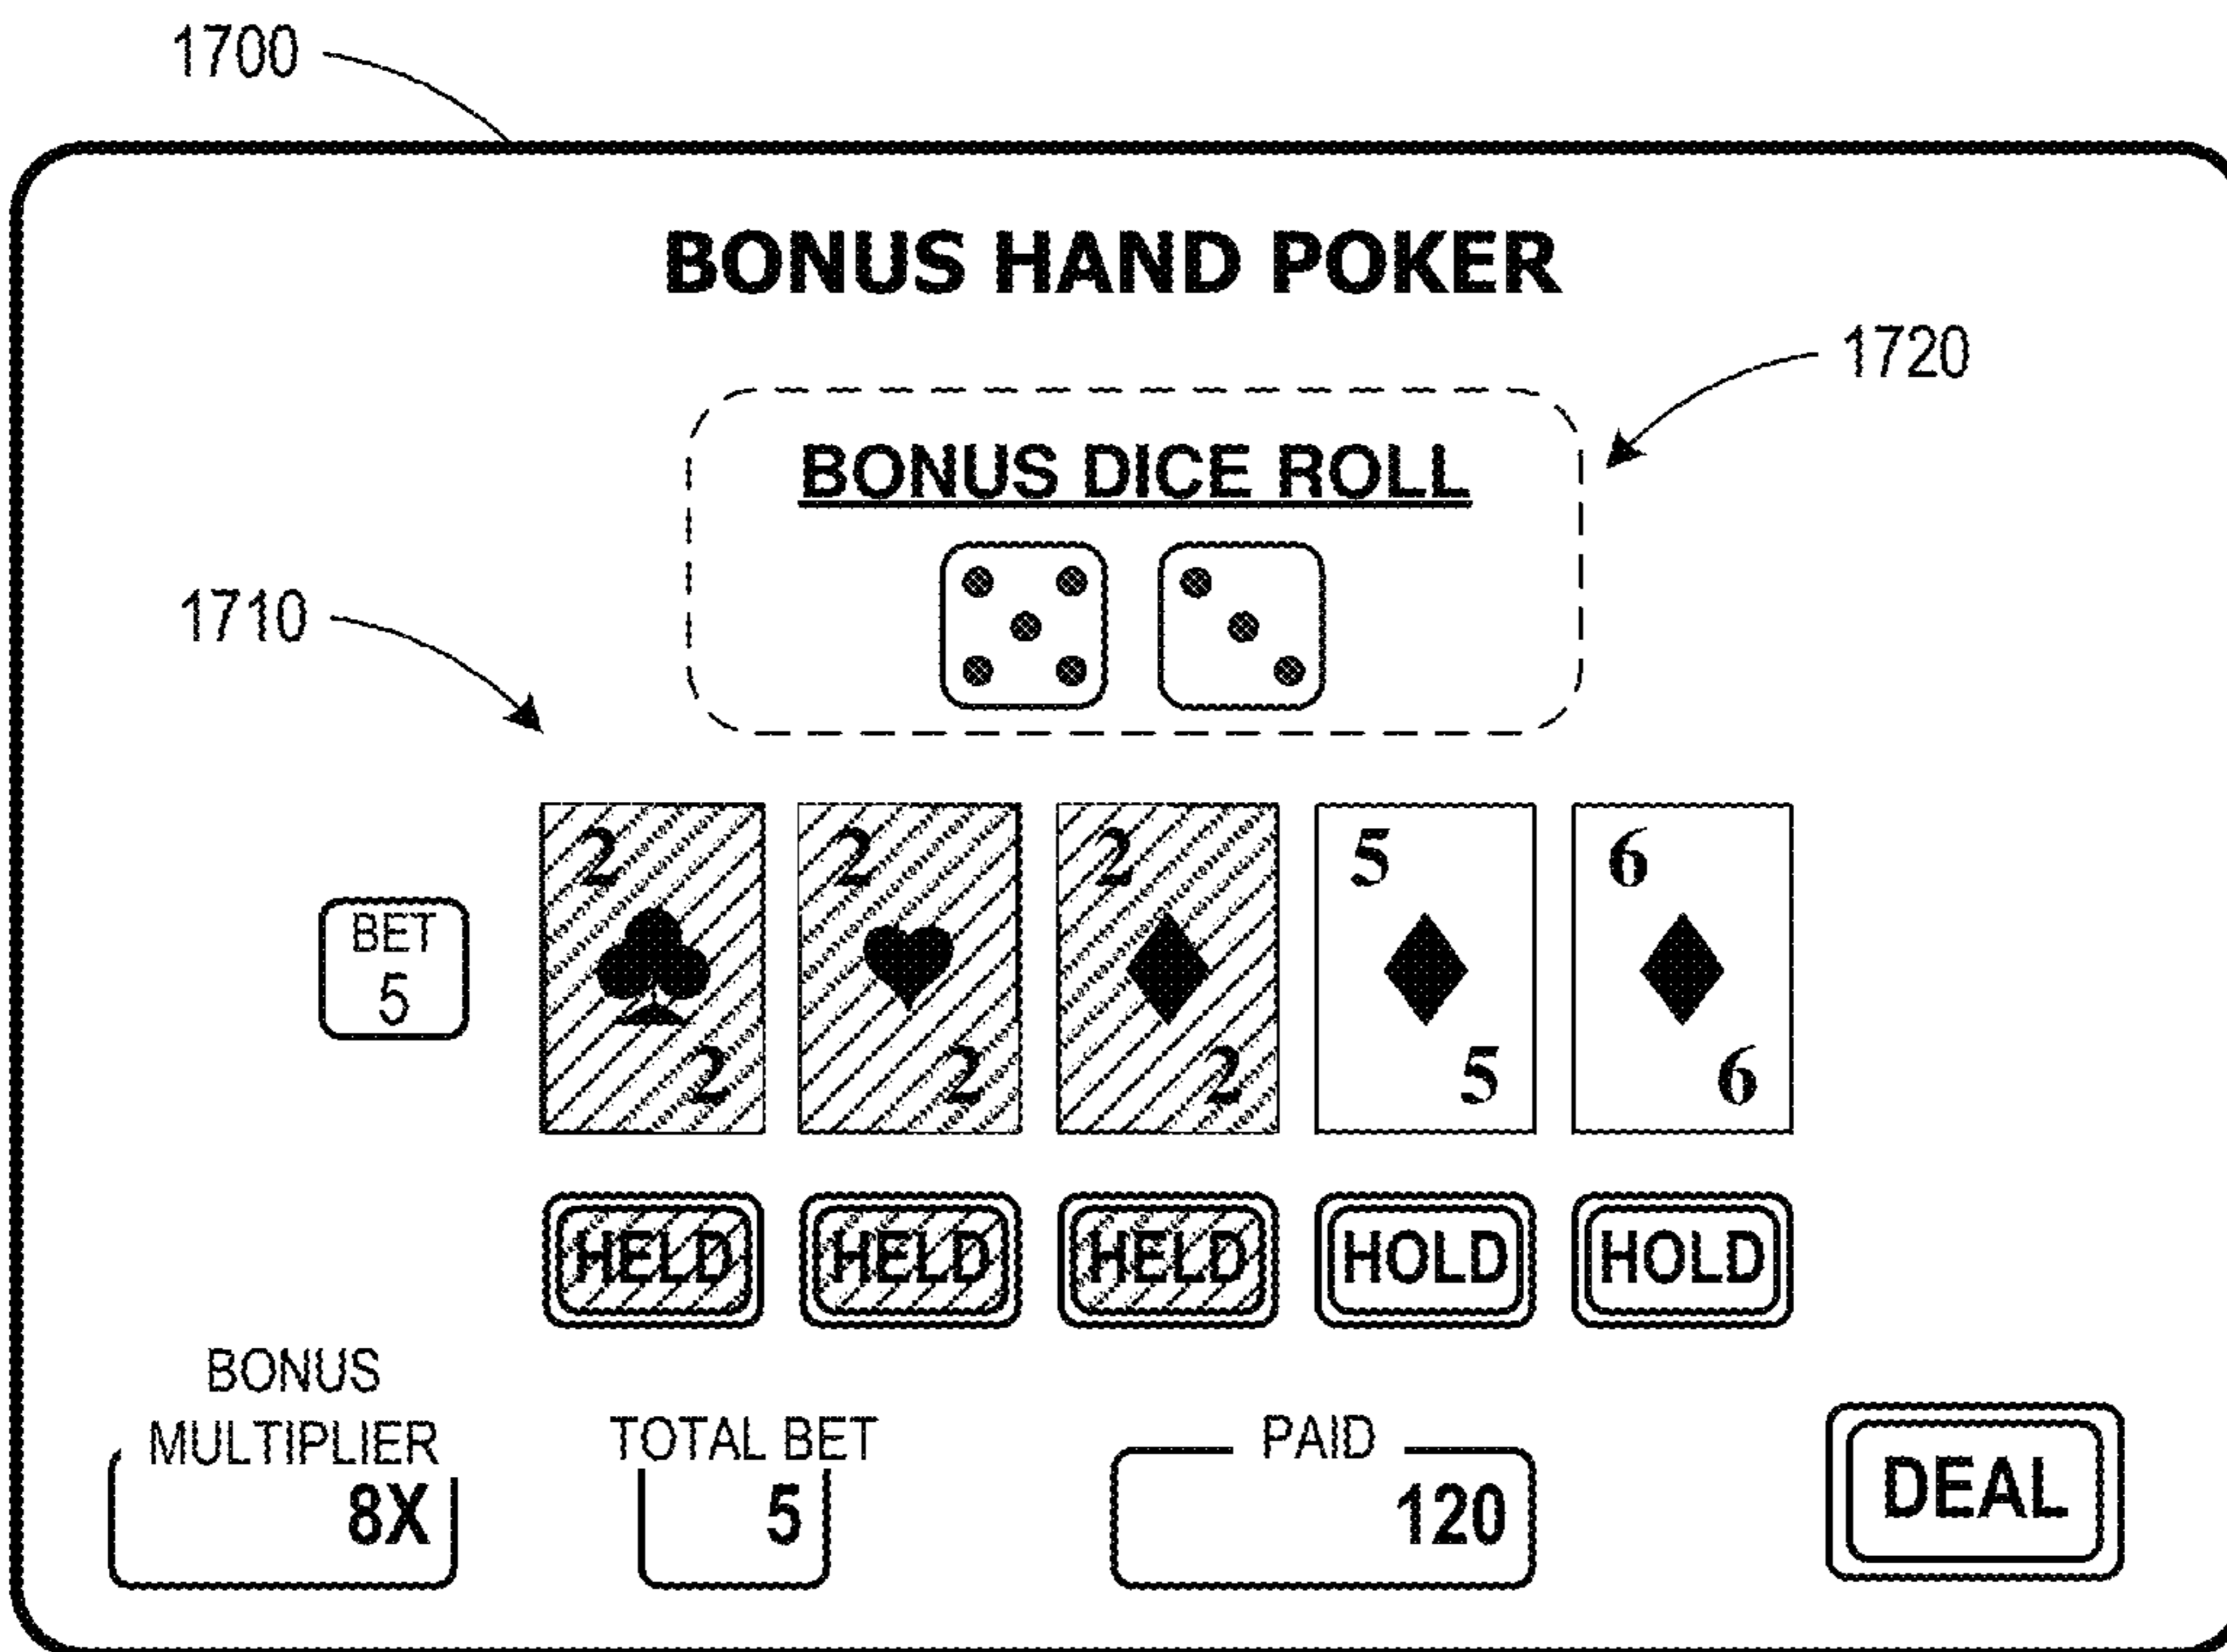 1700
BONUS HAND POKER
1720
BONUS DICE ROLL
1710
2 2 2 5 6
BET
5
2 2 2 5 6
HELD HELD HELD HOLD HOLD
BONUS
MULTIPLIER TOTAL BET PAID
8X 5 120 DEAL